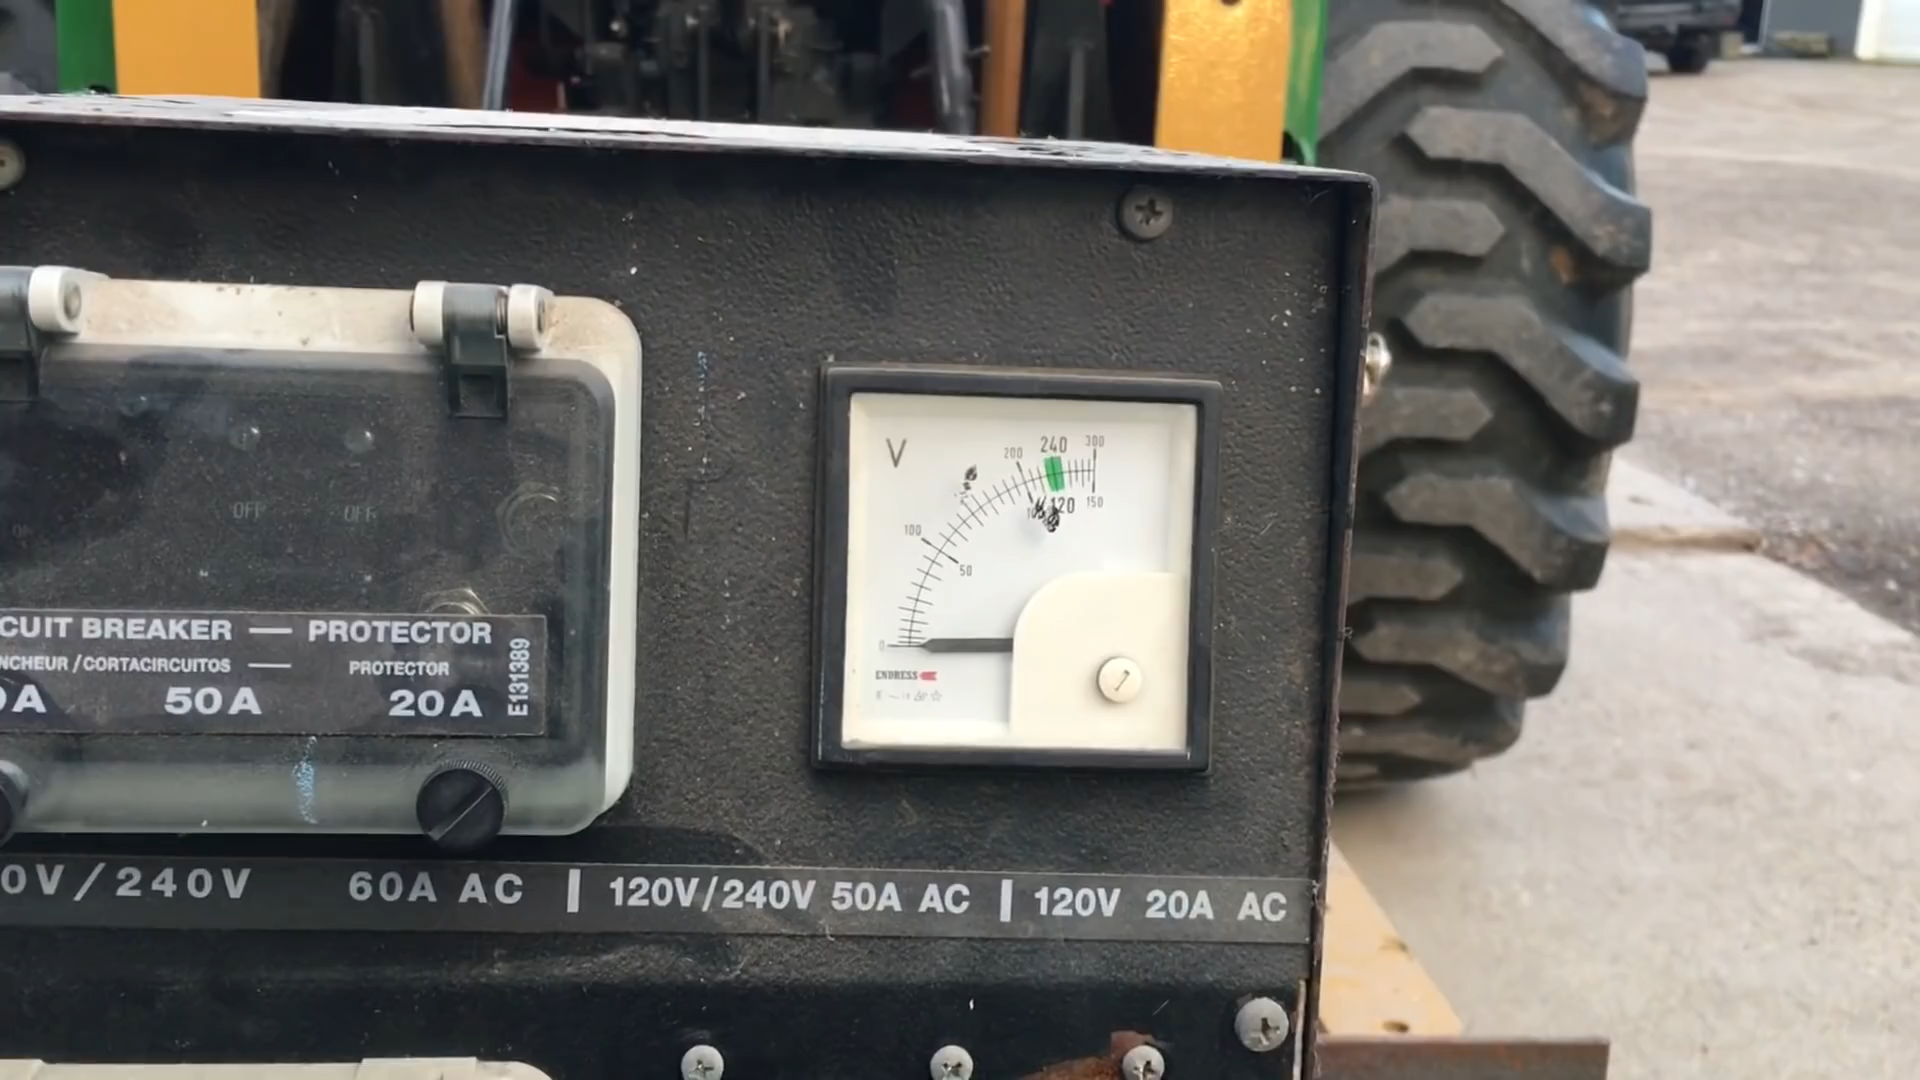 V
200 240 300
120 150
100
50
0
ENDRESS
OFF OFF
CUIT BREAKER — PROTECTOR
NCHEUR / CORTACIRCUITOS — PROTECTOR
0A 50A 20A
E131389
0V/240V 60A AC | 120V/240V 50A AC | 120V 20A AC